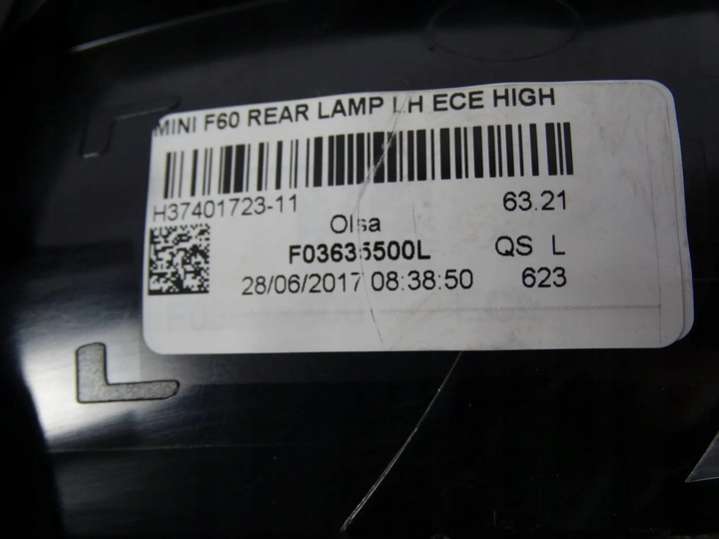 MINI F60 REAR LAMP LH ECE HIGH
H37401723-11 63.21
Olsa
F03635500L QS L
28/06/2017 08:38:50 623
L